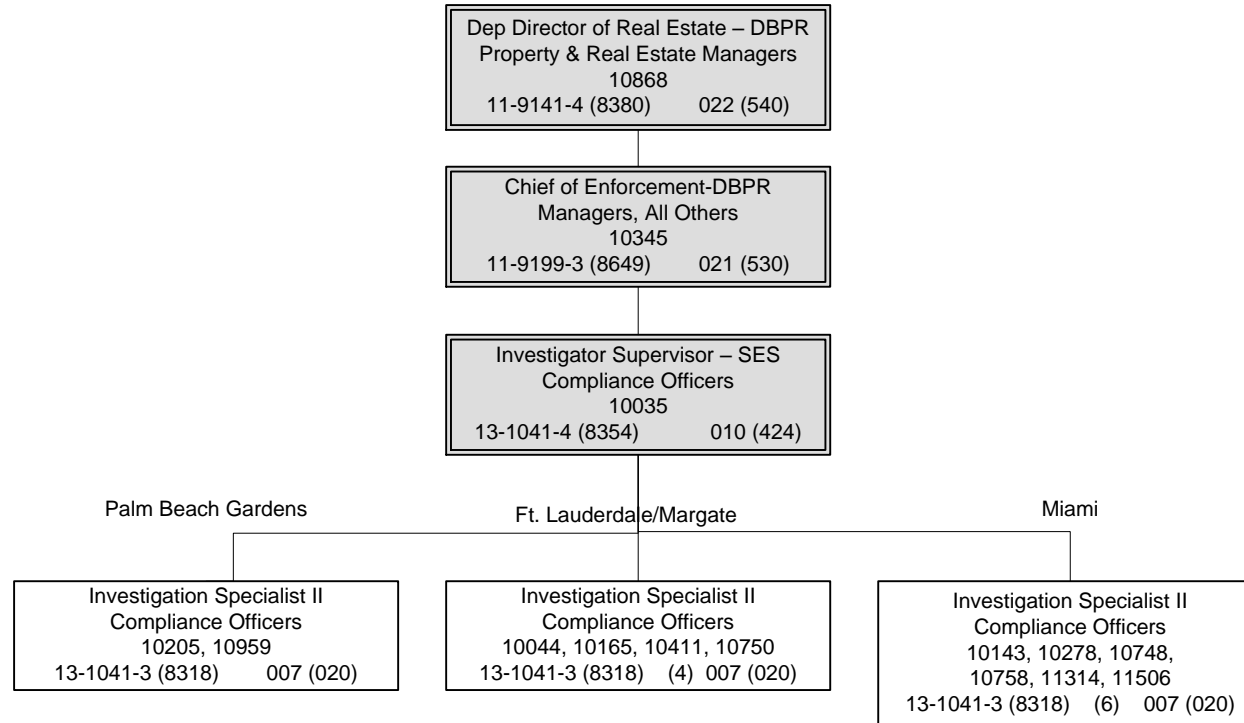 Dep Director of Real Estate – DBPR
Property & Real Estate Managers
10868
11-9141-4 (8380) 022 (540)
Chief of Enforcement-DBPR
Managers, All Others
10345
11-9199-3 (8649) 021 (530)
Investigator Supervisor – SES
Compliance Officers
10035
13-1041-4 (8354) 010 (424)
Palm Beach Gardens
Ft. Lauderdale/Margate
Miami
Investigation Specialist II
Compliance Officers
10205, 10959
13-1041-3 (8318) 007 (020)
Investigation Specialist II
Compliance Officers
10044, 10165, 10411, 10750
13-1041-3 (8318) (4) 007 (020)
Investigation Specialist II
Compliance Officers
10143, 10278, 10748,
10758, 11314, 11506
13-1041-3 (8318) (6) 007 (020)